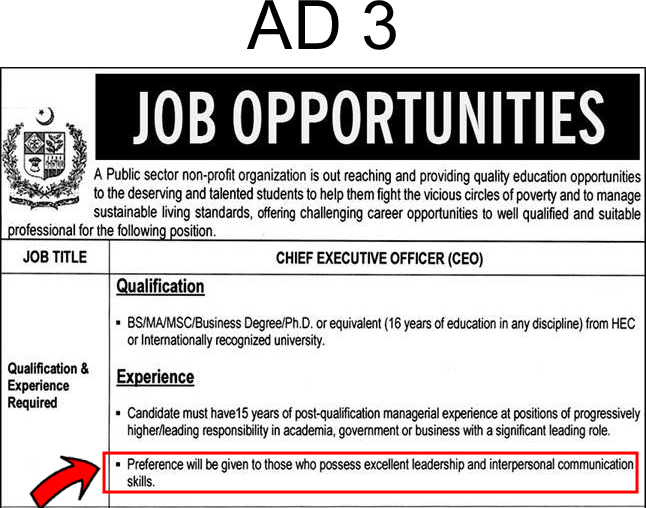 AD 3
JOB OPPORTUNITIES
A Public sector non-profit organization is out reaching and providing quality education opportunities
to the deserving and talented students to help them fight the vicious circles of poverty and to manage
sustainable living standards, offering challenging career opportunities to well qualified and suitable
professional for the following position.
JOB TITLE
CHIEF EXECUTIVE OFFICER (CEO)
Qualification &
Experience
Required
Qualification
▪ BS/MA/MSC/Business Degree/Ph.D. or equivalent (16 years of education in any discipline) from HEC
or Internationally recognized university.
Experience
▪ Candidate must have15 years of post-qualification managerial experience at positions of progressively
higher/leading responsibility in academia, government or business with a significant leading role.
▪ Preference will be given to those who possess excellent leadership and interpersonal communication
skills.